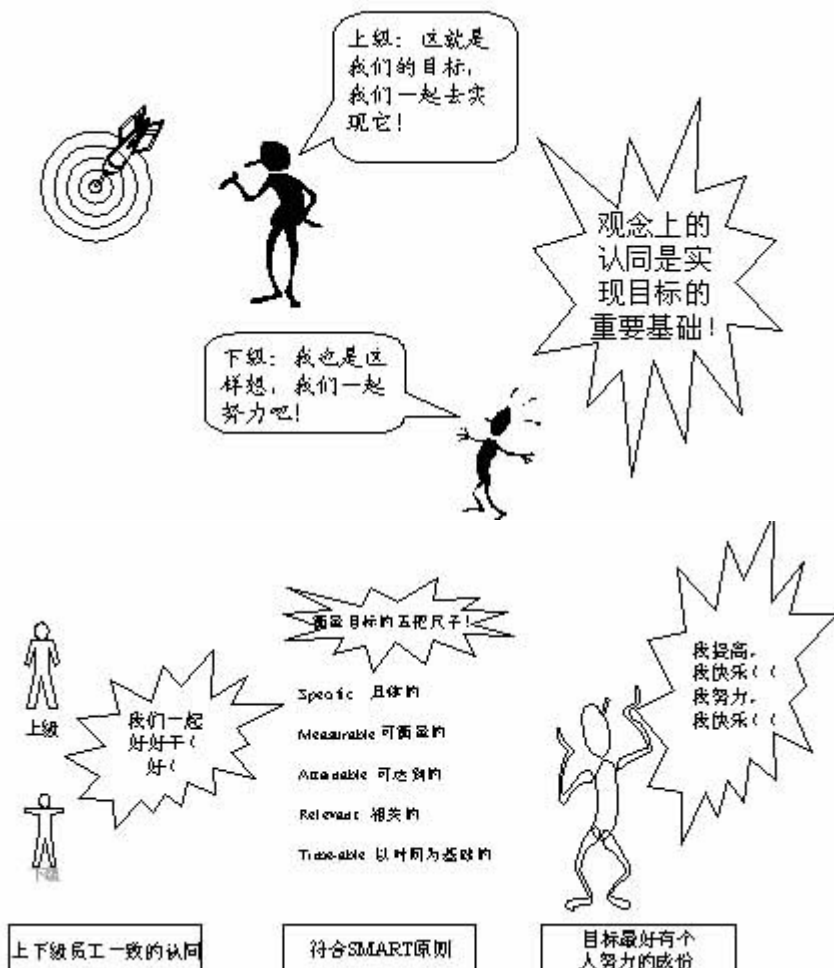 上级：这就是
我们的目标，
我们一起去实
现它！
观念上的
认同是实
现目标的
重要基础！
下级：我也是这
样想，我们一起
努力吧！
衡量目标的五把尺子！
上级
我们一起
好好干(
好(
下级
Specific 具体的
Measurable 可衡量的
Attainable 可达到的
Relevant 相关的
Time-able 以时间为基础的
我提高，
我快乐((
我努力，
我快乐((
上下级员工一致的认同
符合SMART原则
目标最好有个
人努力的成份